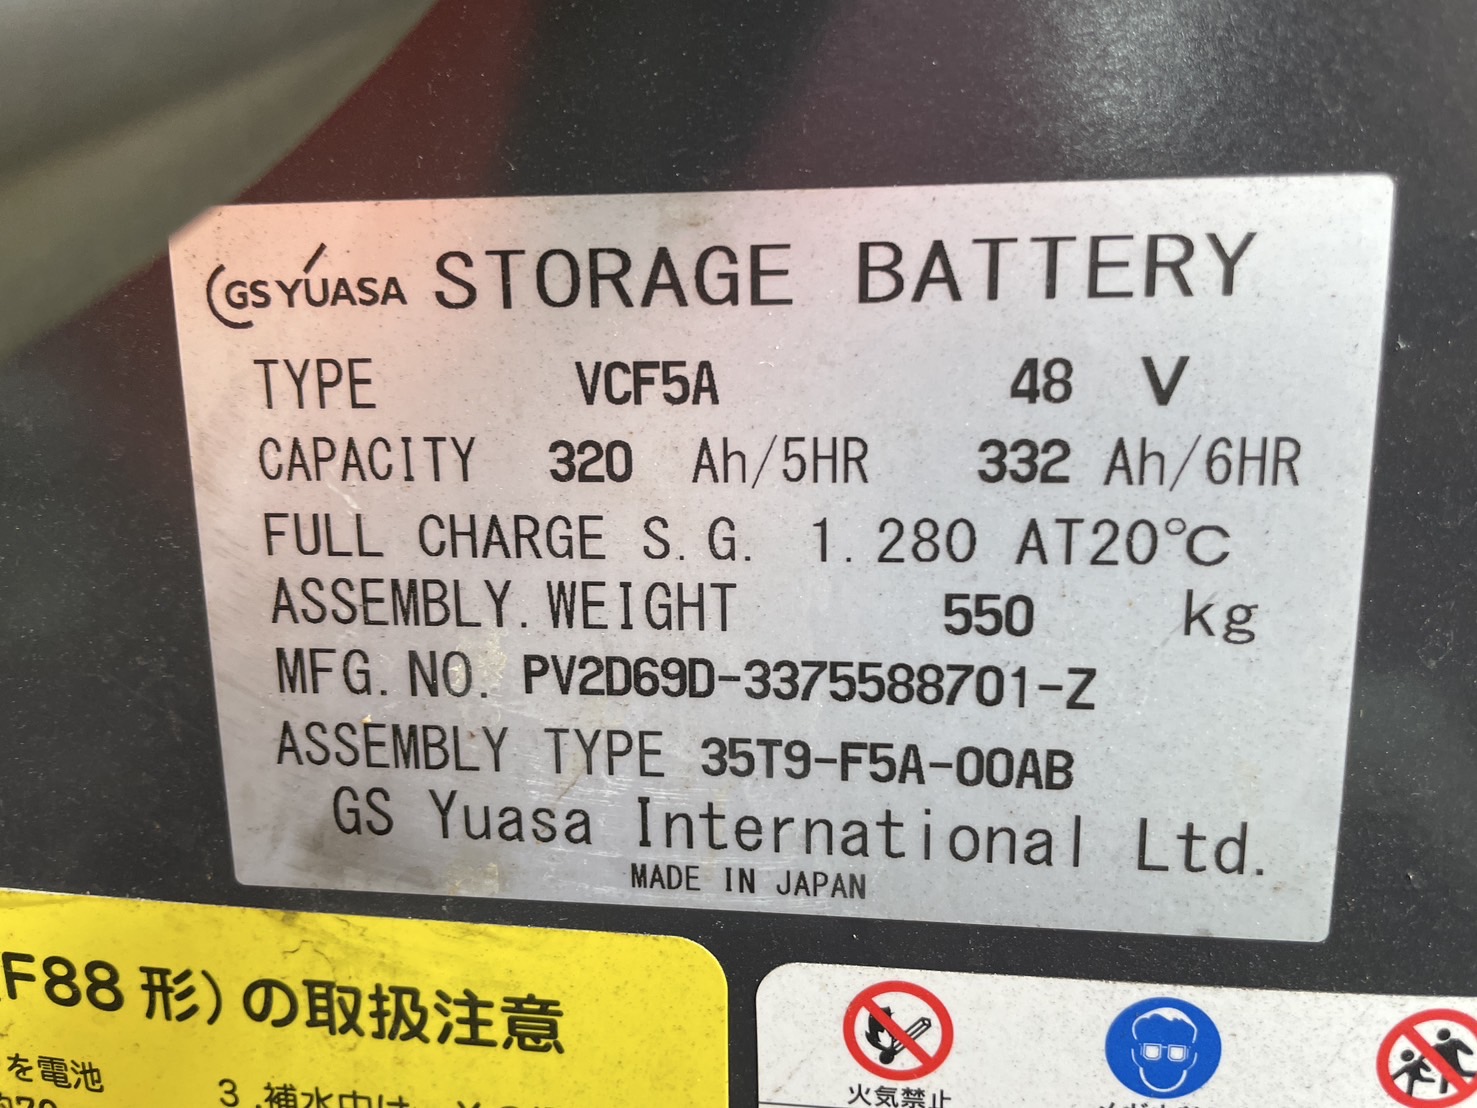 GS YUASA STORAGE BATTERY
TYPE VCF5A 48 V
CAPACITY 320 Ah/5HR 332 Ah/6HR
FULL CHARGE S.G. 1.280 AT20℃
ASSEMBLY.WEIGHT 550 kg
MFG.NO. PV2D69D-3375588701-Z
ASSEMBLY TYPE 35T9-F5A-00AB
GS Yuasa International Ltd.
MADE IN JAPAN
F88形)の取扱注意
を電池
3.補水中は
火気禁止